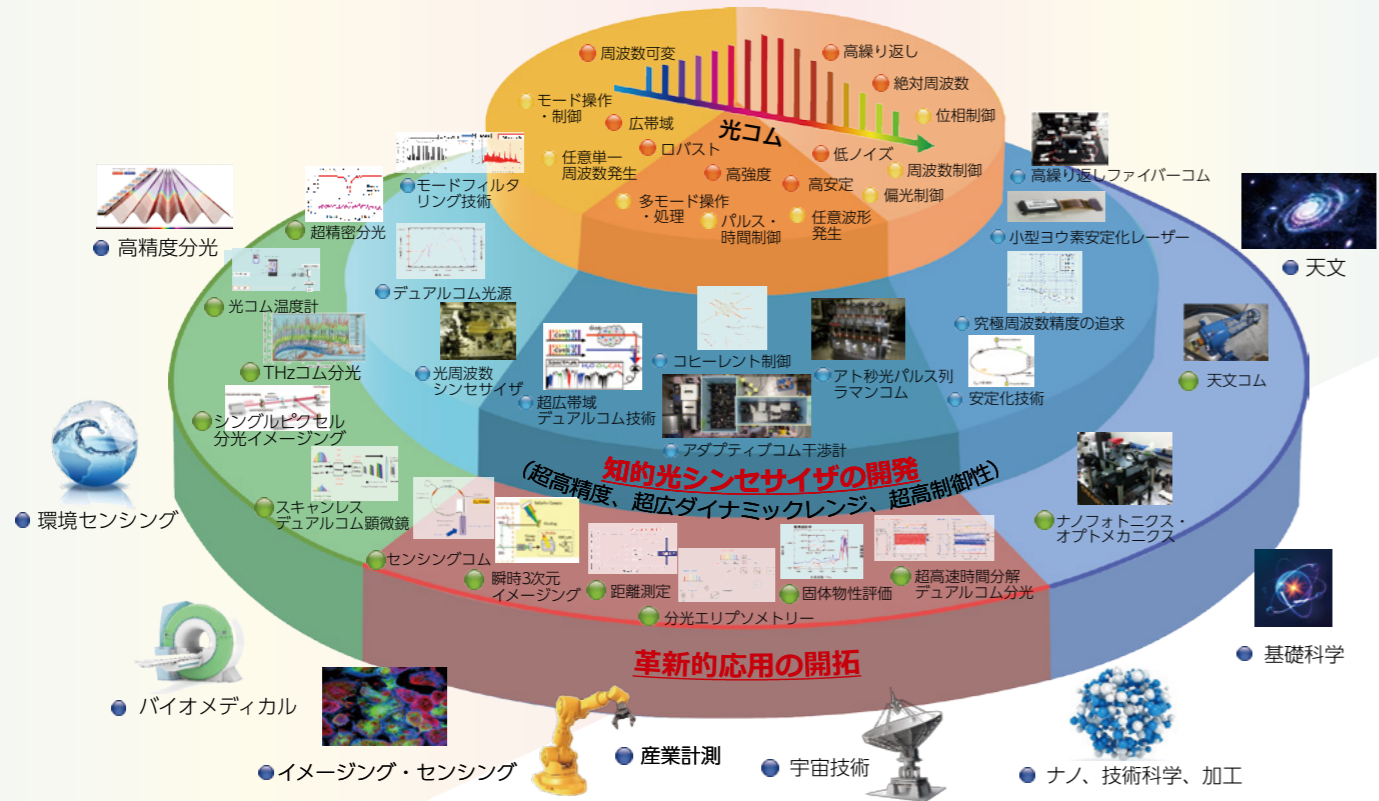 周波数可変
高繰り返し
絶対周波数
モード操作
・制御
位相制御
広帯域
光コム
ロバスト
低ノイズ
任意単一
周波数発生
高強度
周波数制御
高安定
偏光制御
多モード操作
・処理
パルス・
時間制御
任意波形
発生
モードフィルタ
リング技術
高繰り返しファイバーコム
超精密分光
小型ヨウ素安定化レーザー
高精度分光
天文
デュアルコム光源
光コム温度計
究極周波数精度の追求
コヒーレント制御
THzコム分光
光周波数
シンセサイザ
アト秒光パルス列
ラマンコム
天文コム
超広帯域
デュアルコム技術
安定化技術
シングルピクセル
分光イメージング
アダプティブコム干渉計
知的光シンセサイザの開発
(超高精度、超広ダイナミックレンジ、超高制御性)
環境センシング
スキャンレス
デュアルコム顕微鏡
ナノフォトニクス・
オプトメカニクス
センシングコム
瞬時3次元
イメージング
距離測定
分光エリプソメトリー
固体物性評価
超高速時間分解
デュアルコム分光
革新的応用の開拓
基礎科学
バイオメディカル
イメージング・センシング
産業計測
宇宙技術
ナノ、技術科学、加工